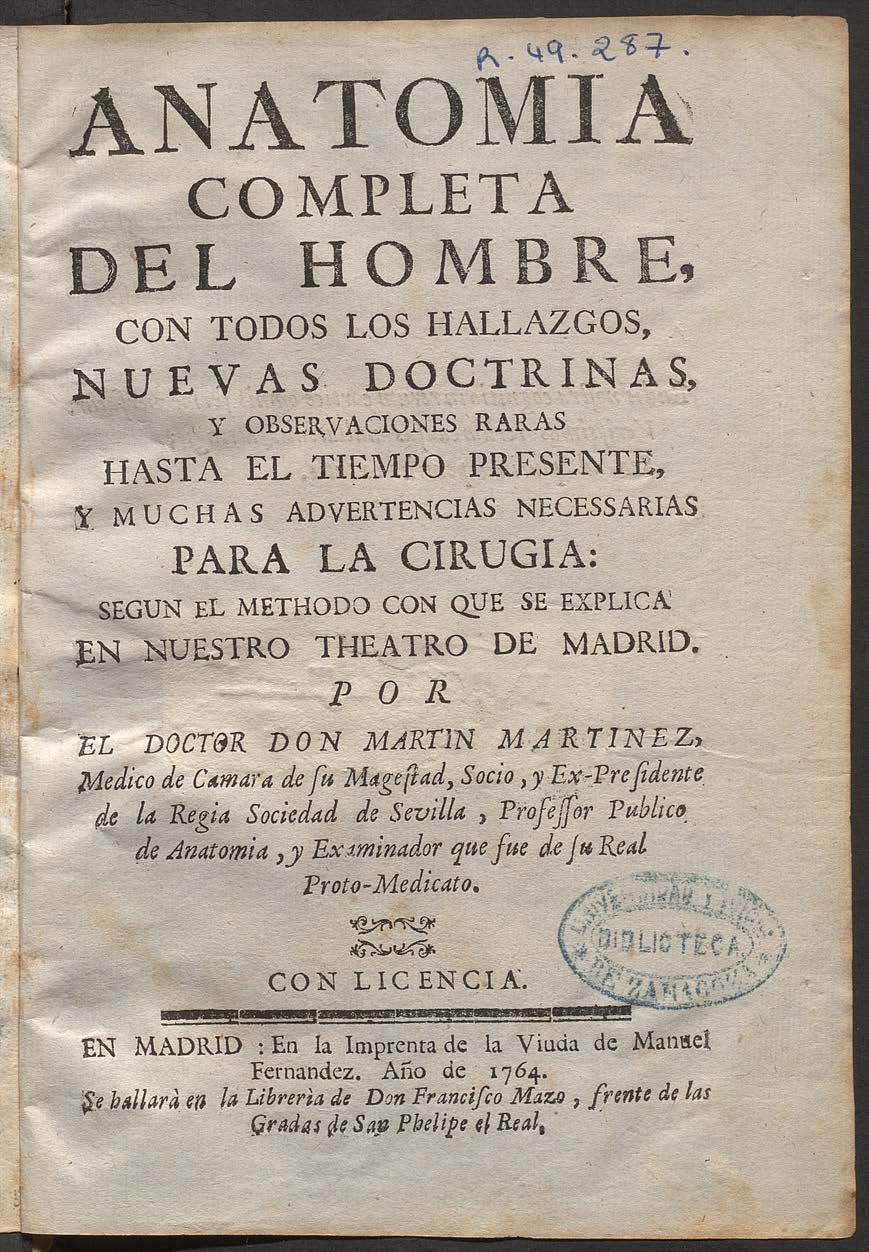 R. 49. 287.
ANATOMIA
COMPLETA
DEL HOMBRE,
CON TODOS LOS HALLAZGOS,
NUEVAS DOCTRINAS,
Y OBSERVACIONES RARAS
HASTA EL TIEMPO PRESENTE,
Y MUCHAS ADVERTENCIAS NECESSARIAS
PARA LA CIRUGIA:
SEGUN EL METHODO CON QUE SE EXPLICA
EN NUESTRO THEATRO DE MADRID.
POR
EL DOCTOR DON MARTIN MARTINEZ,
Medico de Camara de ſu Mageſtad, Socio, y Ex-Preſidente
de la Regia Sociedad de Sevilla, Profeſſor Publico
de Anatomia, y Examinador que fue de ſu Real
Proto-Medicato.
CON LICENCIA.
BIBLIOTECA
DE ZARAGOZA
EN MADRID: En la Imprenta de la Viuda de Manuel
Fernandez. Año de 1764.
Se hallarà en la Librerìa de Don Franciſco Mazo, frente de las
Gradas de San Phelipe el Real.